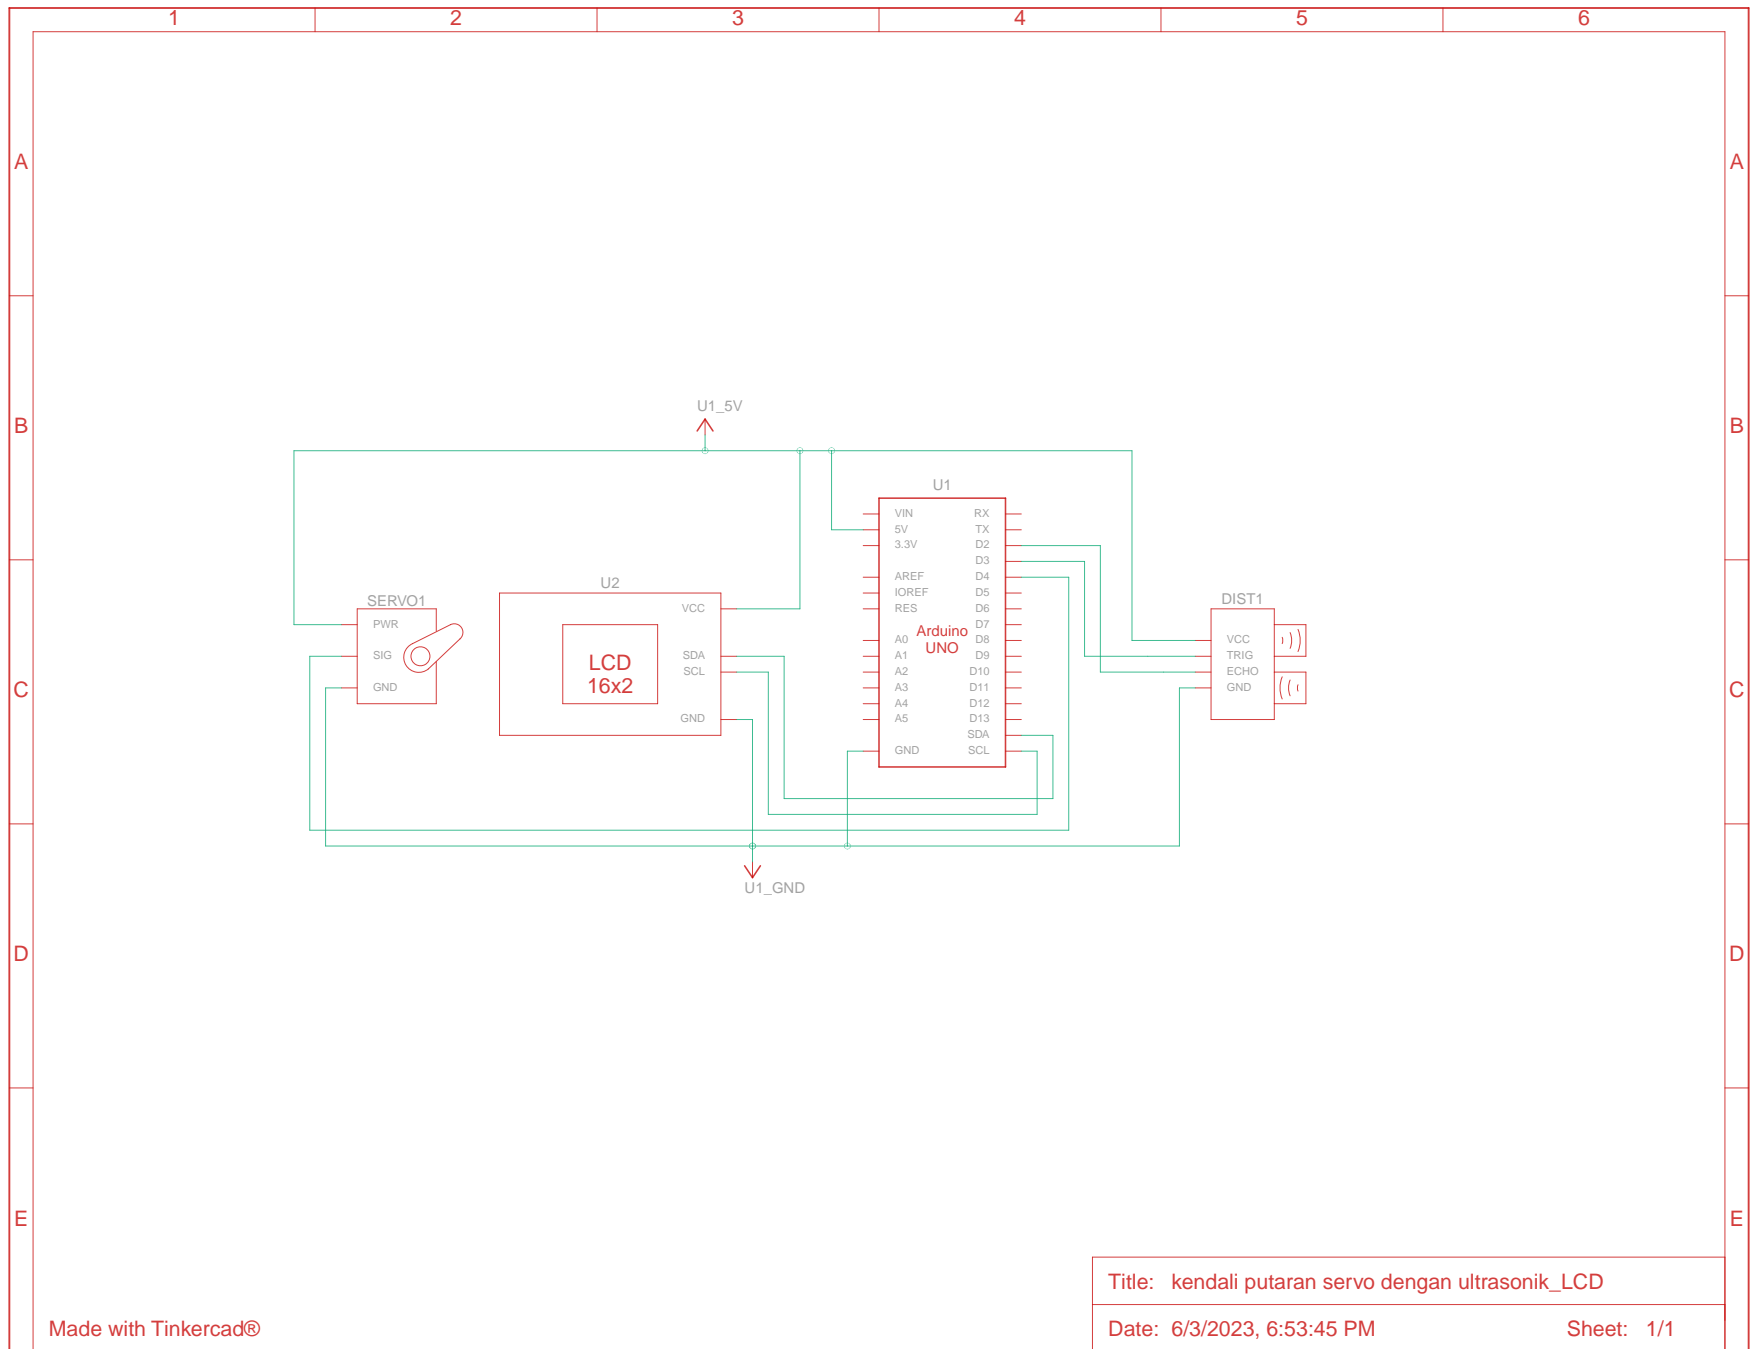 1 2 3 4 5 6
A A
B B
C C
D D
E E
U1_5V
SERVO1
PWR
SIG
GND
U2
VCC
SDA
SCL
GND
LCD
16x2
U1_GND
U1
VIN RX
5V TX
3.3V D2
D3
AREF D4
IOREF D5
RES D6
D7
A0 D8
A1 D9
A2 D10
A3 D11
A4 D12
A5 D13
SDA
GND SCL
Arduino
UNO
DIST1
VCC
TRIG
ECHO
GND
Title: kendali putaran servo dengan ultrasonik_LCD
Made with Tinkercad®
Date: 6/3/2023, 6:53:45 PM Sheet: 1/1